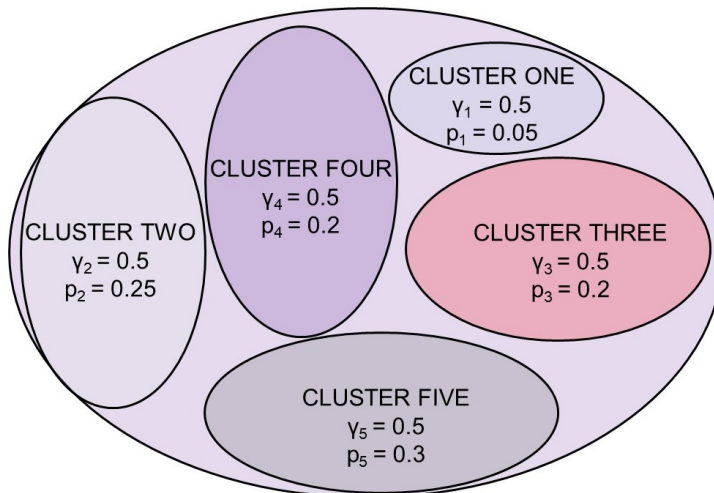 CLUSTER ONE
γ₁ = 0.5
p₁ = 0.05
CLUSTER FOUR
γ₄ = 0.5
p₄ = 0.2
CLUSTER TWO
γ₂ = 0.5
p₂ = 0.25
CLUSTER THREE
γ₃ = 0.5
p₃ = 0.2
CLUSTER FIVE
γ₅ = 0.5
p₅ = 0.3